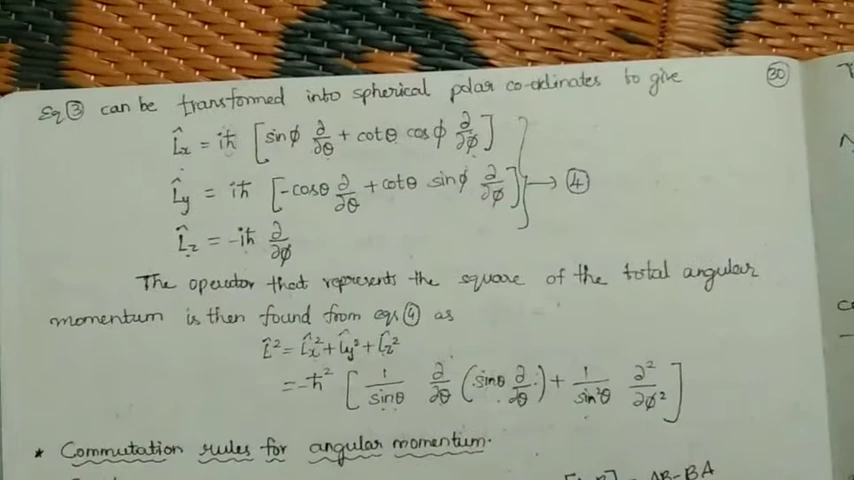 Eq ③ can be transformed into spherical polar co-ordinates to give
㉚
L̂x = iħ [sinϕ ∂/∂θ + cotθ cosϕ ∂/∂ϕ]
L̂y = iħ [-cosθ ∂/∂θ + cotθ sinϕ ∂/∂ϕ] → ④
L̂z = -iħ ∂/∂ϕ
The operator that represents the square of the total angular
momentum is then found from eqs ④ as
L̂² = L̂x² + L̂y² + L̂z²
= -ħ² [1/sinθ ∂/∂θ (sinθ ∂/∂θ) + 1/sin²θ ∂²/∂ϕ²]
* Commutation rules for angular momentum.
= AB-BA